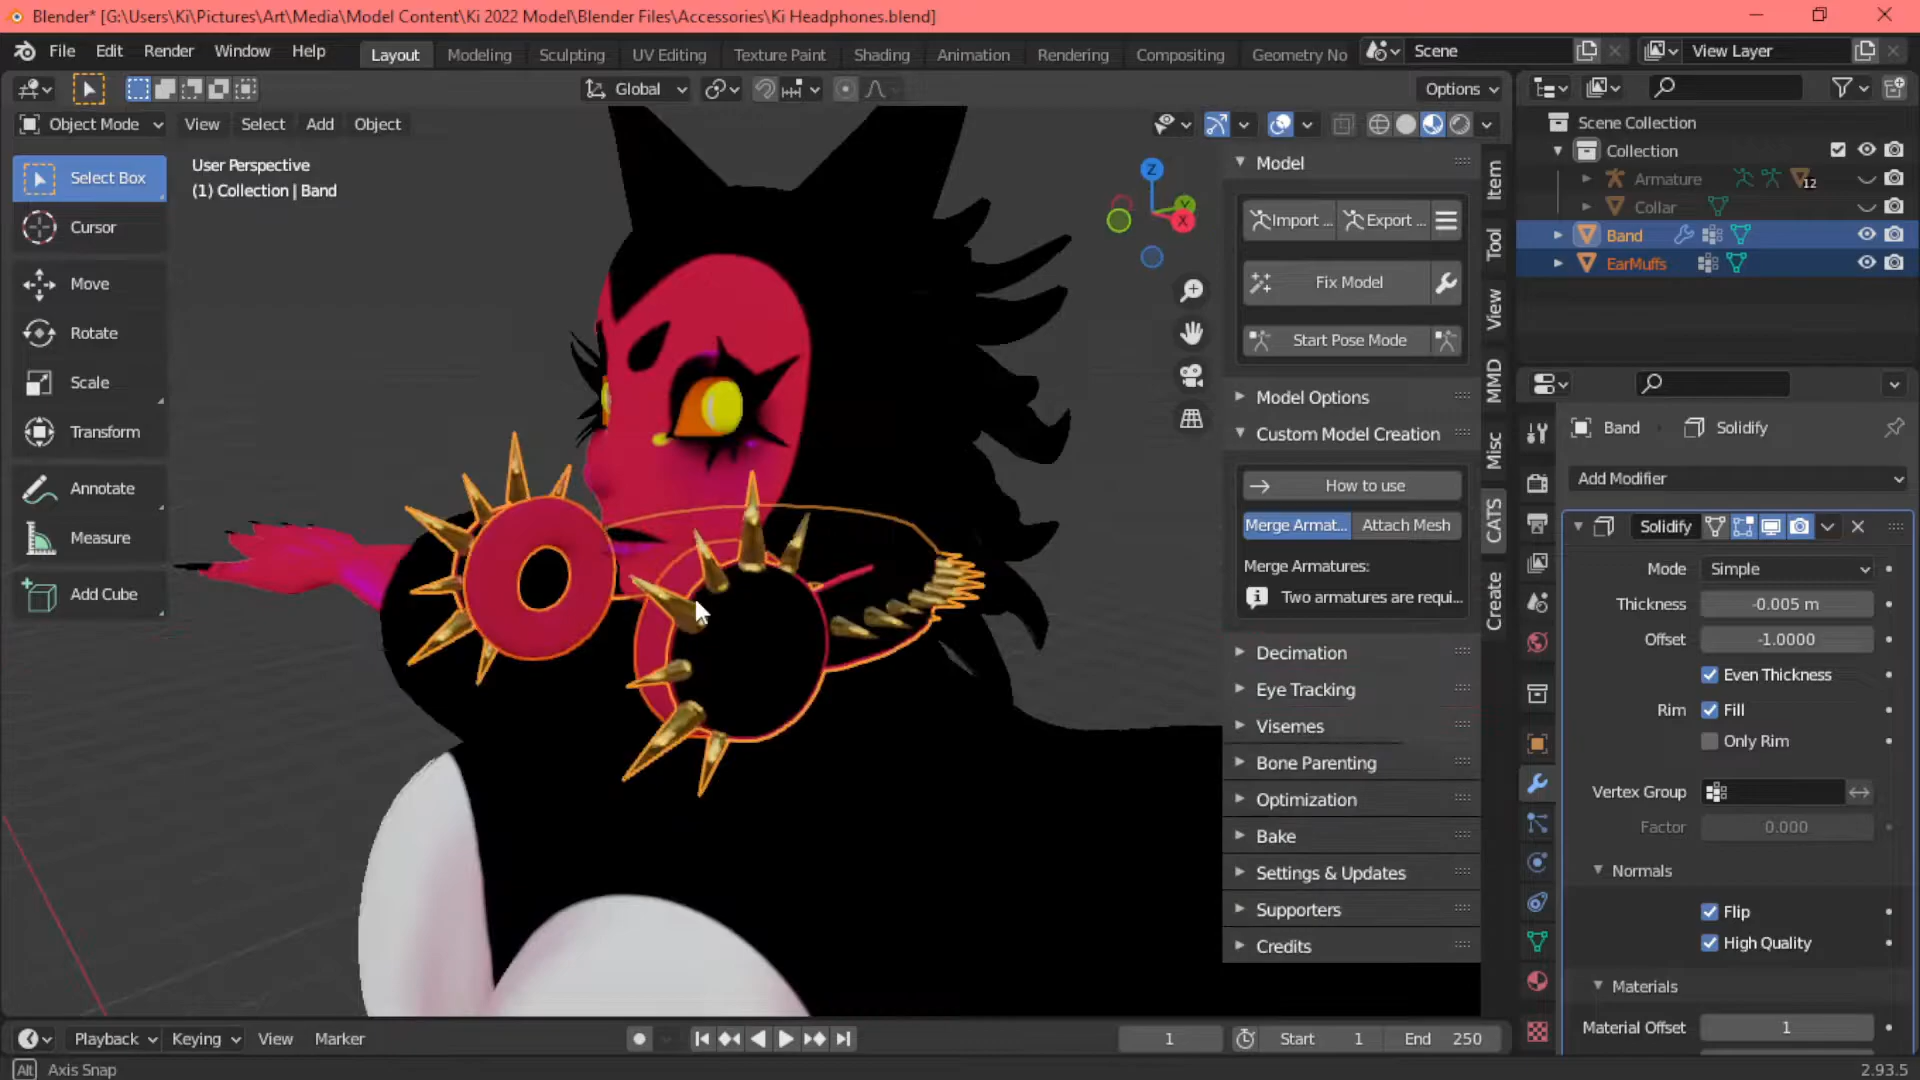 Blender* [G:\Users\Ki\Pictures\Art\Media\Model Content\Ki 2022 Model\Blender Files\Accessories\Ki Headphones.blend]
File Edit Render Window Help
Layout Modeling Sculpting UV Editing Texture Paint Shading Animation Rendering Compositing Geometry No
Scene
View Layer
Global
Options
Object Mode View Select Add Object
User Perspective
(1) Collection | Band
Select Box
Cursor
Move
Rotate
Scale
Transform
Annotate
Measure
Add Cube
Z
Y
X
Model
Import ... Export ...
Fix Model
Start Pose Mode
Model Options
Custom Model Creation
How to use
Merge Armat... Attach Mesh
Merge Armatures:
Two armatures are requi...
Decimation
Eye Tracking
Visemes
Bone Parenting
Optimization
Bake
Settings & Updates
Supporters
Credits
Item
Tool
View
MMD
Misc
CATS
Create
Scene Collection
Collection
Armature 12
Collar
Band
EarMuffs
Band Solidify
Add Modifier
Solidify
Mode Simple
Thickness -0.005 m
Offset -1.0000
Even Thickness
Rim Fill
Only Rim
Vertex Group
Factor 0.000
Normals
Flip
High Quality
Materials
Material Offset 1
Playback Keying View Marker
1
Start 1 End 250
Alt Axis Snap
2.93.5